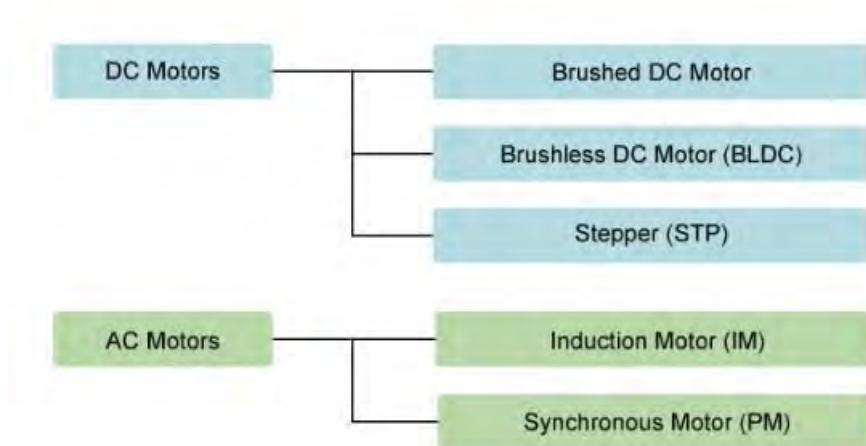 DC Motors
Brushed DC Motor
Brushless DC Motor (BLDC)
Stepper (STP)
AC Motors
Induction Motor (IM)
Synchronous Motor (PM)